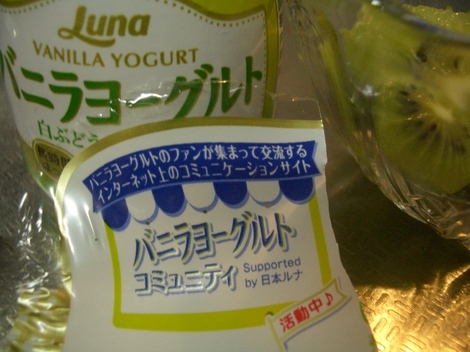 Luna
VANILLA YOGURT
バニラヨーグルト
白ぶどう
バニラヨーグルトのファンが集まって交流する
インターネット上のコミュニケーションサイト
バニラヨーグルト
コミュニティ
Supported
by 日本ルナ
活動中♪